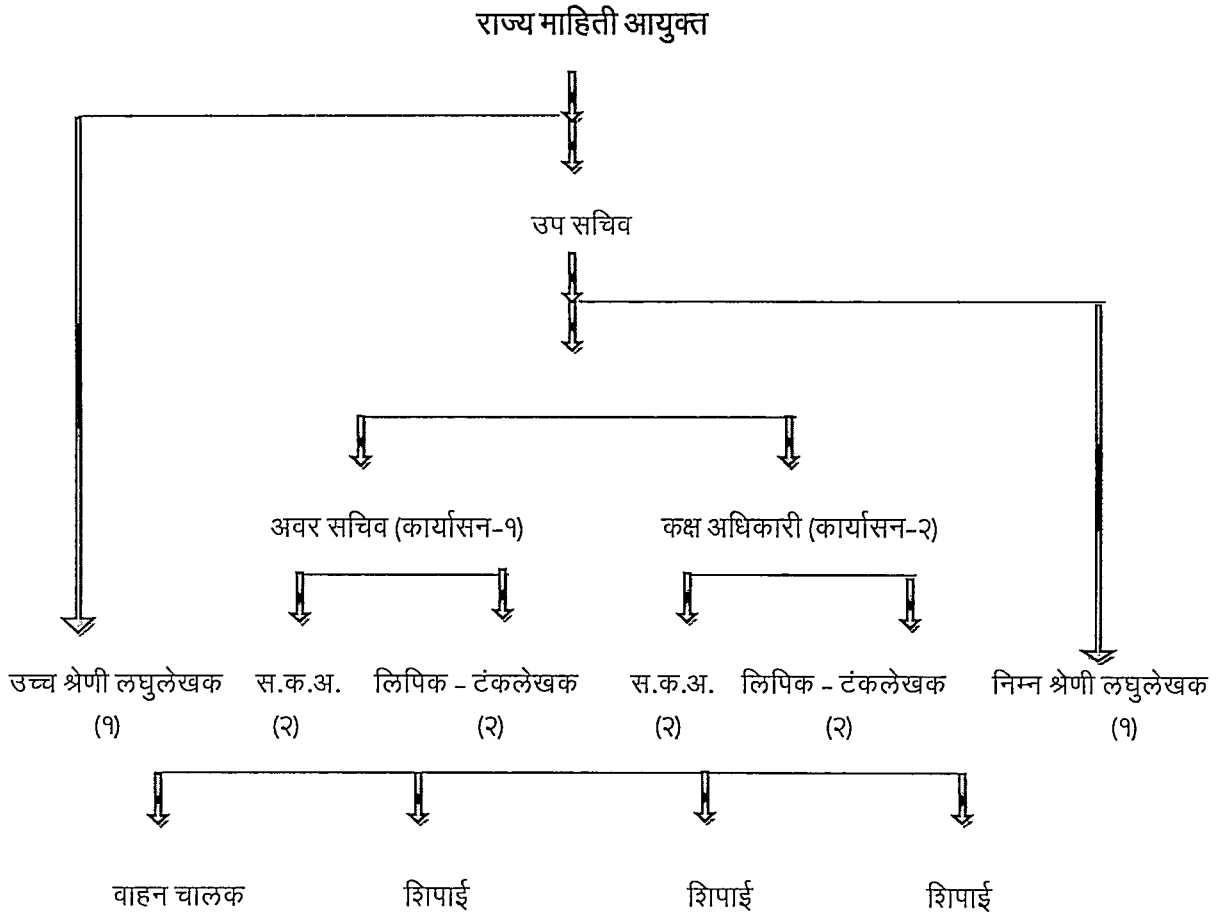 राज्य माहिती आयुक्त
उप सचिव
अवर सचिव (कार्यासन-१) कक्ष अधिकारी (कार्यासन-२)
उच्च श्रेणी लघुलेखक स.क.अ. लिपिक - टंकलेखक स.क.अ. लिपिक - टंकलेखक निम्न श्रेणी लघुलेखक
(१) (२) (२) (२) (२) (१)
वाहन चालक शिपाई शिपाई शिपाई